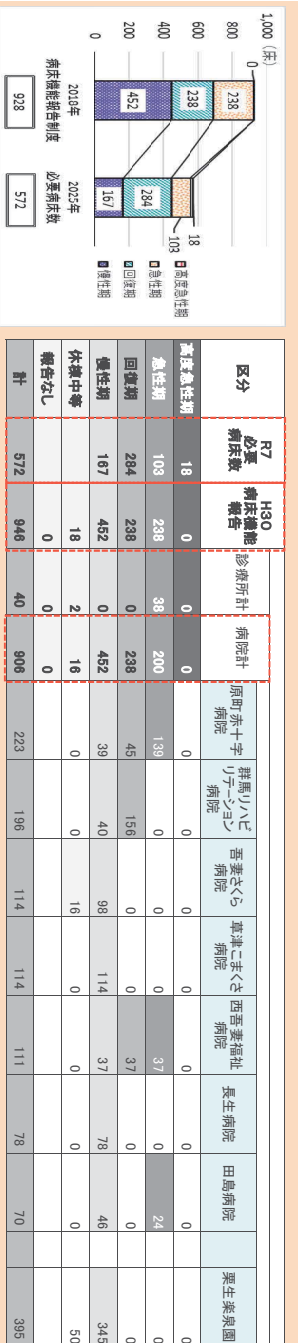 1,000 (床)
800
600
400
200
0
0
238
238
452
18
103
284
167
2018年
病床機能報告制度
2025年
必要病床数
928
572
高度急性期
急性期
回復期
慢性期
区分 R7必要病床数 H30病床機能報告 診療所計 病院計 原町赤十字病院 群馬リハビリテーション病院 吾妻さくら病院 草津こまくさ病院 西吾妻福祉病院 長生病院 田島病院 栗生楽泉園
高度急性期 18 0 0 0 0 0 0 0 0 0 0 0
急性期 103 238 38 200 139 0 0 0 37 0 24 0
回復期 284 238 0 238 45 156 0 0 37 0 0 0
慢性期 167 452 0 452 39 40 98 114 37 78 46 345
休棟中等 18 2 16 0 0 16 0 0 0 0 50
報告なし 0 0 0
計 572 946 40 906 223 196 114 114 111 78 70 395